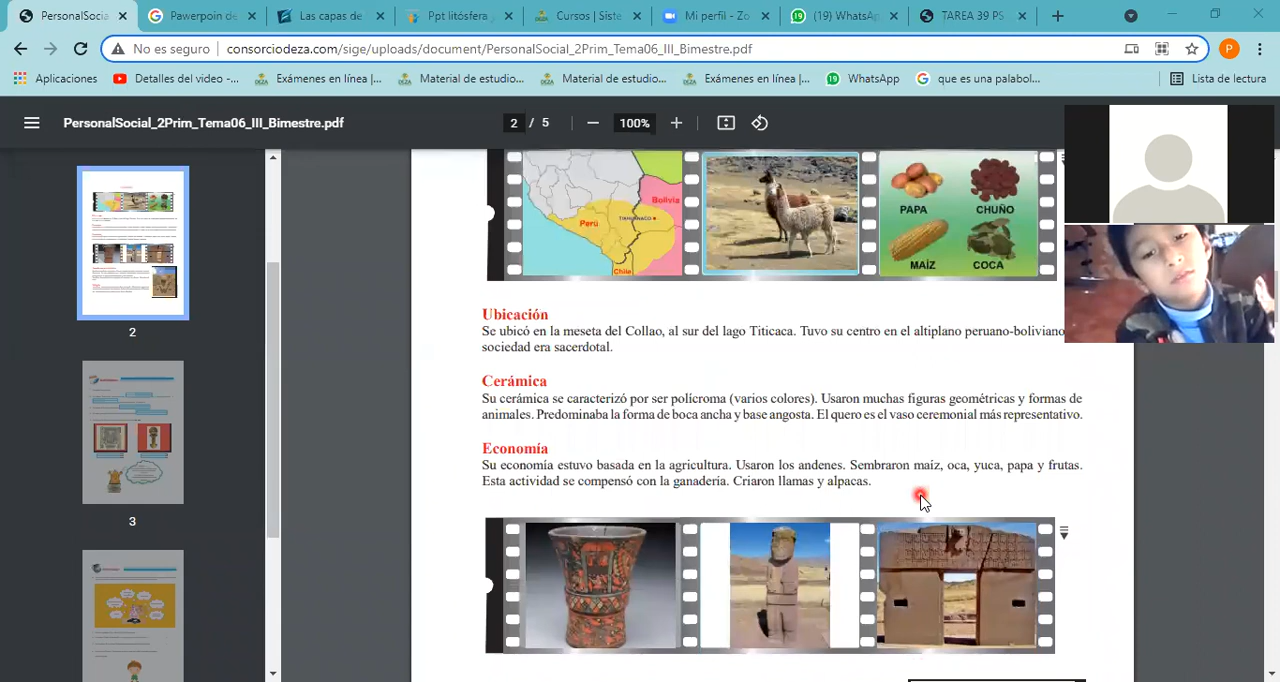 PersonalSocia
Pawerpoin de
Las capas de
Ppt litósfera y
Cursos | Siste
Mi perfil - Zo
(19) WhatsAp
TAREA 39 PS
No es seguro
consorciodeza.com/sige/uploads/document/PersonalSocial_2Prim_Tema06_III_Bimestre.pdf
P
Aplicaciones
Detalles del video -...
Exámenes en línea |...
Material de estudio...
Material de estudio...
Exámenes en línea |...
WhatsApp
que es una palabol...
Lista de lectura
PersonalSocial_2Prim_Tema06_III_Bimestre.pdf
2 / 5
100%
2
3
Perú
Bolivia
TIAHUANACO
Chile
PAPA
CHUÑO
MAÍZ
COCA
Ubicación
Se ubicó en la meseta del Collao, al sur del lago Titicaca. Tuvo su centro en el altiplano peruano-boliviano
sociedad era sacerdotal.
Cerámica
Su cerámica se caracterizó por ser polícroma (varios colores). Usaron muchas figuras geométricas y formas de
animales. Predominaba la forma de boca ancha y base angosta. El quero es el vaso ceremonial más representativo.
Economía
Su economía estuvo basada en la agricultura. Usaron los andenes. Sembraron maíz, oca, yuca, papa y frutas.
Esta actividad se compensó con la ganadería. Criaron llamas y alpacas.